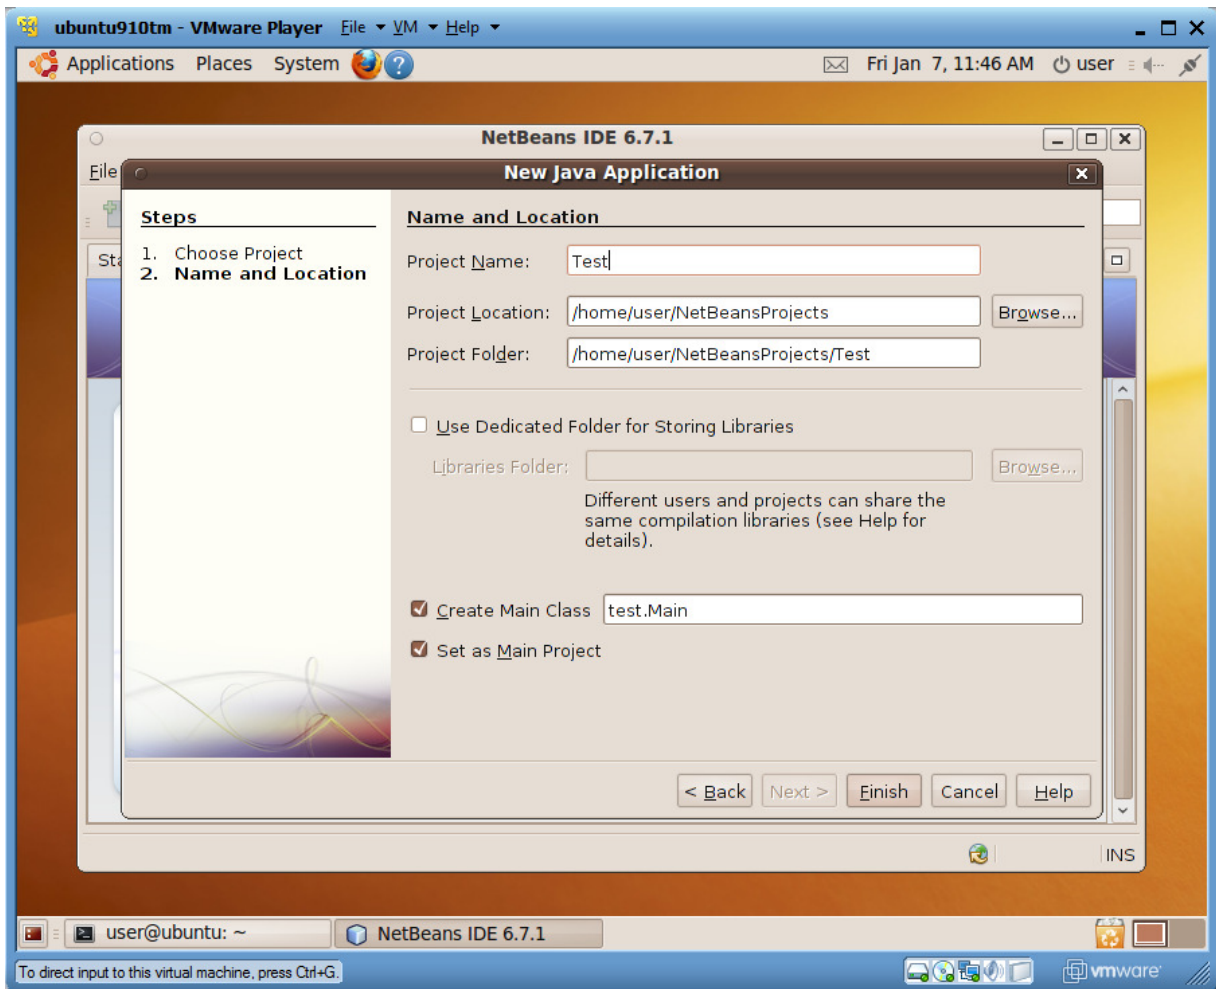 ubuntu910tm - VMware Player File VM Help
Applications Places System ? Fri Jan 7, 11:46 AM user
NetBeans IDE 6.7.1
File
New Java Application
Steps
1. Choose Project
2. Name and Location
Name and Location
Project Name: Test
Project Location: /home/user/NetBeansProjects Browse...
Project Folder: /home/user/NetBeansProjects/Test
Use Dedicated Folder for Storing Libraries
Libraries Folder: Browse...
Different users and projects can share the
same compilation libraries (see Help for
details).
Create Main Class test.Main
Set as Main Project
< Back Next > Finish Cancel Help
INS
user@ubuntu: ~ NetBeans IDE 6.7.1
To direct input to this virtual machine, press Ctrl+G. vmware